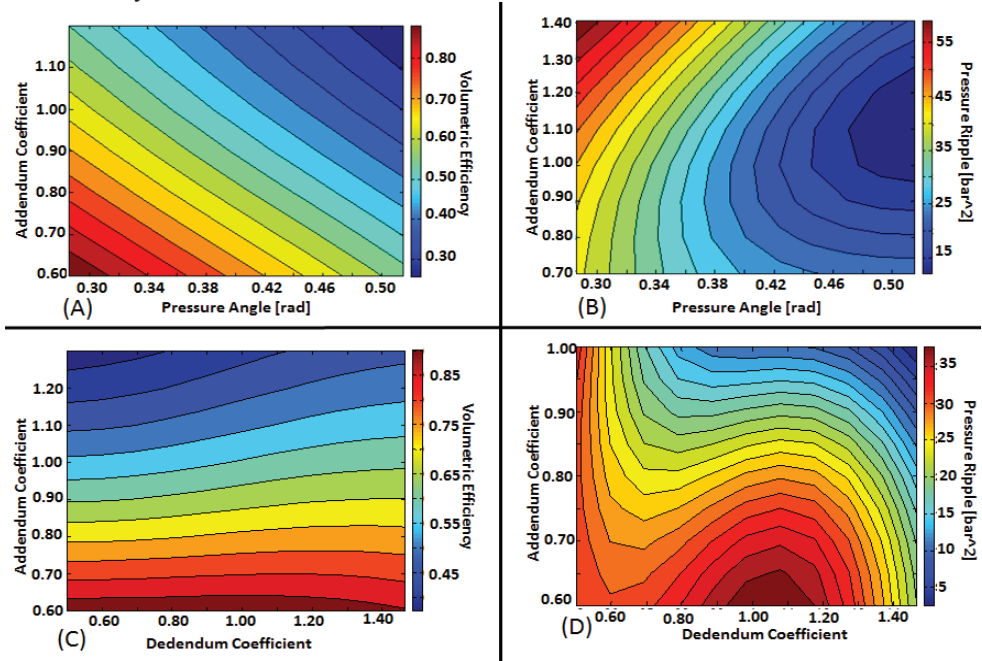 1.10
1.00
0.90
0.80
0.70
0.60
Addendum Coefficient
0.30 0.34 0.38 0.42 0.46 0.50
Pressure Angle [rad]
(A)
0.80
0.70
0.60
0.50
0.40
0.30
Volumetric Efficiency
1.40
1.30
1.20
1.10
1.00
0.90
0.80
0.70
Addendum Coefficient
0.30 0.34 0.38 0.42 0.46 0.50
Pressure Angle [rad]
(B)
55
45
35
25
15
Pressure Ripple [bar^2]
1.20
1.10
1.00
0.90
0.80
0.70
0.60
Addendum Coefficient
0.60 0.80 1.00 1.20 1.40
Dedendum Coefficient
(C)
0.85
0.75
0.65
0.55
0.45
Volumetric Efficiency
1.00
0.90
0.80
0.70
0.60
Addendum Coefficient
0.60 0.80 1.00 1.20 1.40
Dedendum Coefficient
(D)
35
30
25
20
15
10
5
Pressure Ripple [bar^2]